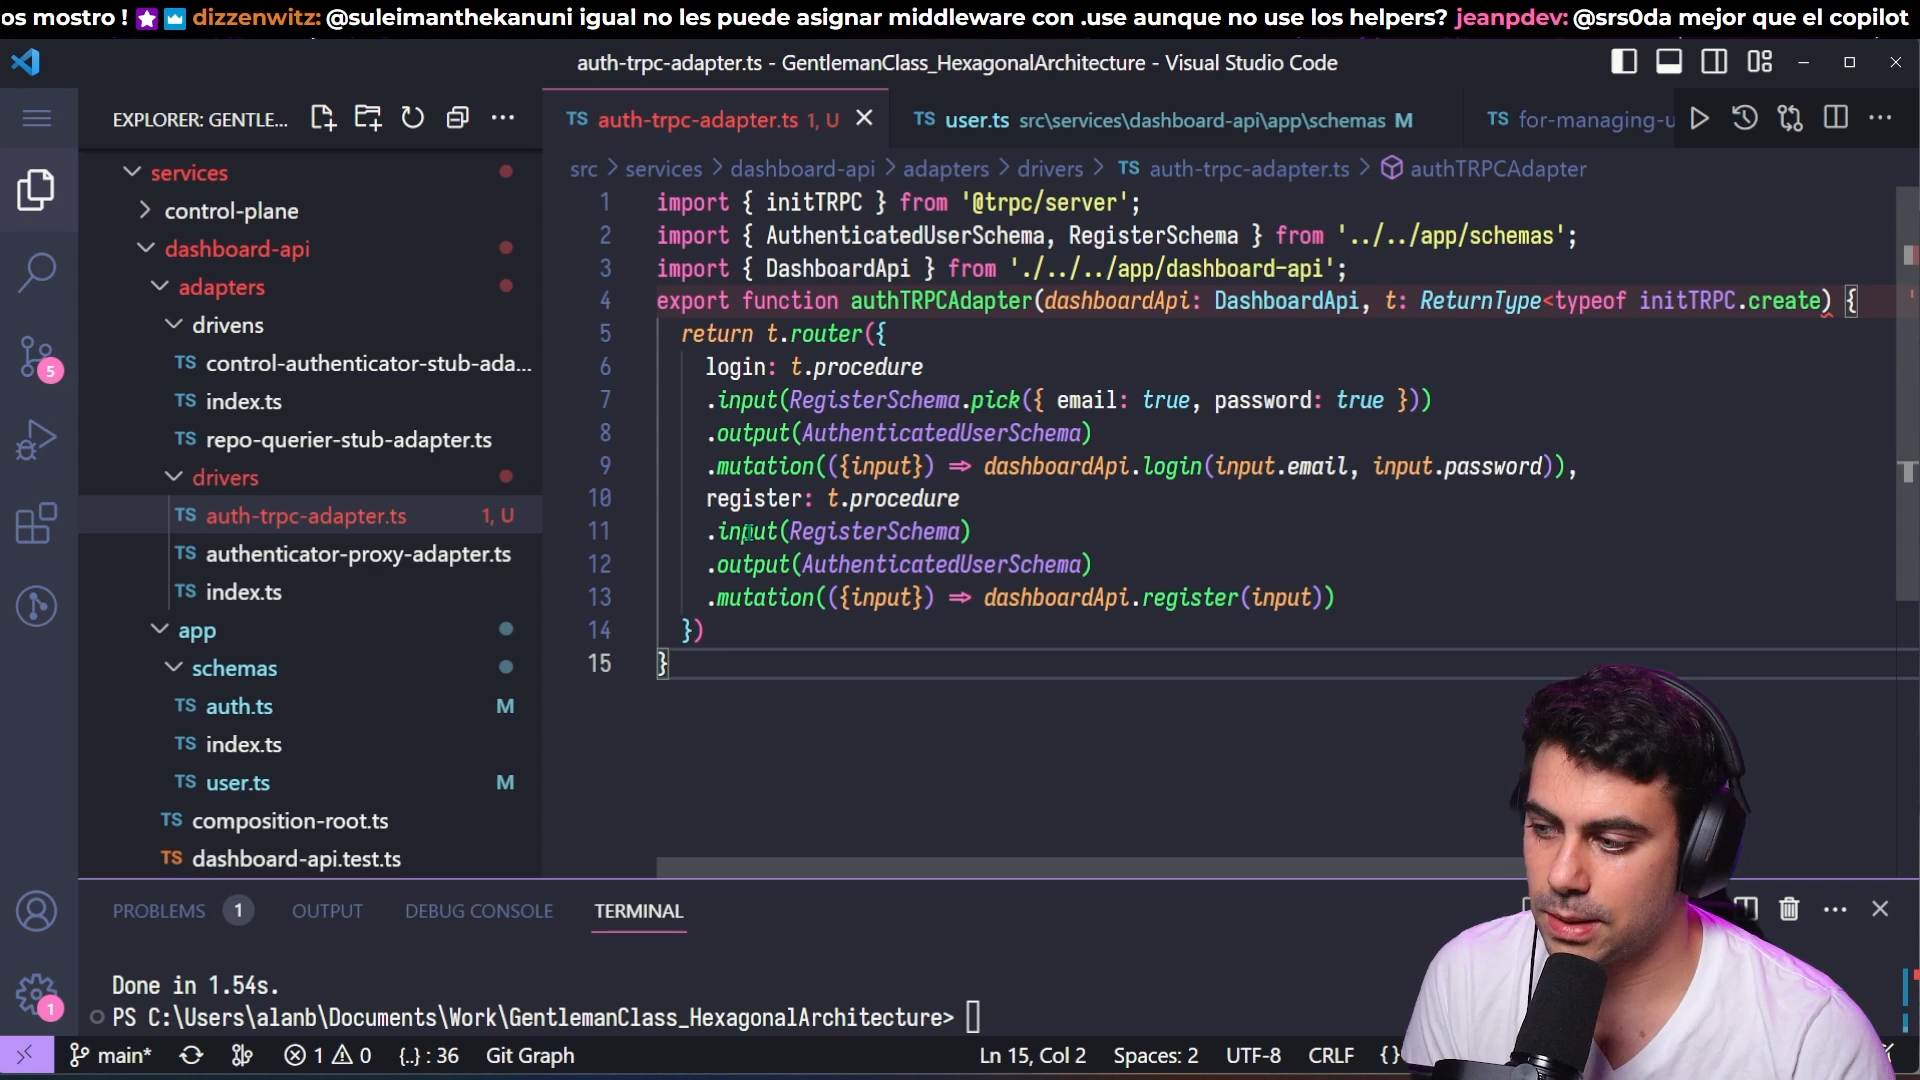 os mostro ! dizzenwitz: @suleimanthekanuni igual no les puede asignar middleware con .use aunque no use los helpers? jeanpdev: @srs0da mejor que el copilot
auth-trpc-adapter.ts - GentlemanClass_HexagonalArchitecture - Visual Studio Code
EXPLORER: GENTLE...
TS auth-trpc-adapter.ts 1, U
TS user.ts src\services\dashboard-api\app\schemas M
TS for-managing-u
src > services > dashboard-api > adapters > drivers > TS auth-trpc-adapter.ts > authTRPCAdapter
services
control-plane
dashboard-api
adapters
drivens
TS control-authenticator-stub-ada...
TS index.ts
TS repo-querier-stub-adapter.ts
drivers
TS auth-trpc-adapter.ts 1, U
TS authenticator-proxy-adapter.ts
TS index.ts
app
schemas
TS auth.ts M
TS index.ts
TS user.ts M
TS composition-root.ts
TS dashboard-api.test.ts
5
1
1 import { initTRPC } from '@trpc/server';
2 import { AuthenticatedUserSchema, RegisterSchema } from '../../app/schemas';
3 import { DashboardApi } from './../../app/dashboard-api';
4 export function authTRPCAdapter(dashboardApi: DashboardApi, t: ReturnType<typeof initTRPC.create) {
5 return t.router({
6 login: t.procedure
7 .input(RegisterSchema.pick({ email: true, password: true }))
8 .output(AuthenticatedUserSchema)
9 .mutation(({input}) => dashboardApi.login(input.email, input.password)),
10 register: t.procedure
11 .input(RegisterSchema)
12 .output(AuthenticatedUserSchema)
13 .mutation(({input}) => dashboardApi.register(input))
14 })
15 }
PROBLEMS 1 OUTPUT DEBUG CONSOLE TERMINAL
Done in 1.54s.
PS C:\Users\alanb\Documents\Work\GentlemanClass_HexagonalArchitecture>
main* 1 0 {..} : 36 Git Graph Ln 15, Col 2 Spaces: 2 UTF-8 CRLF {}